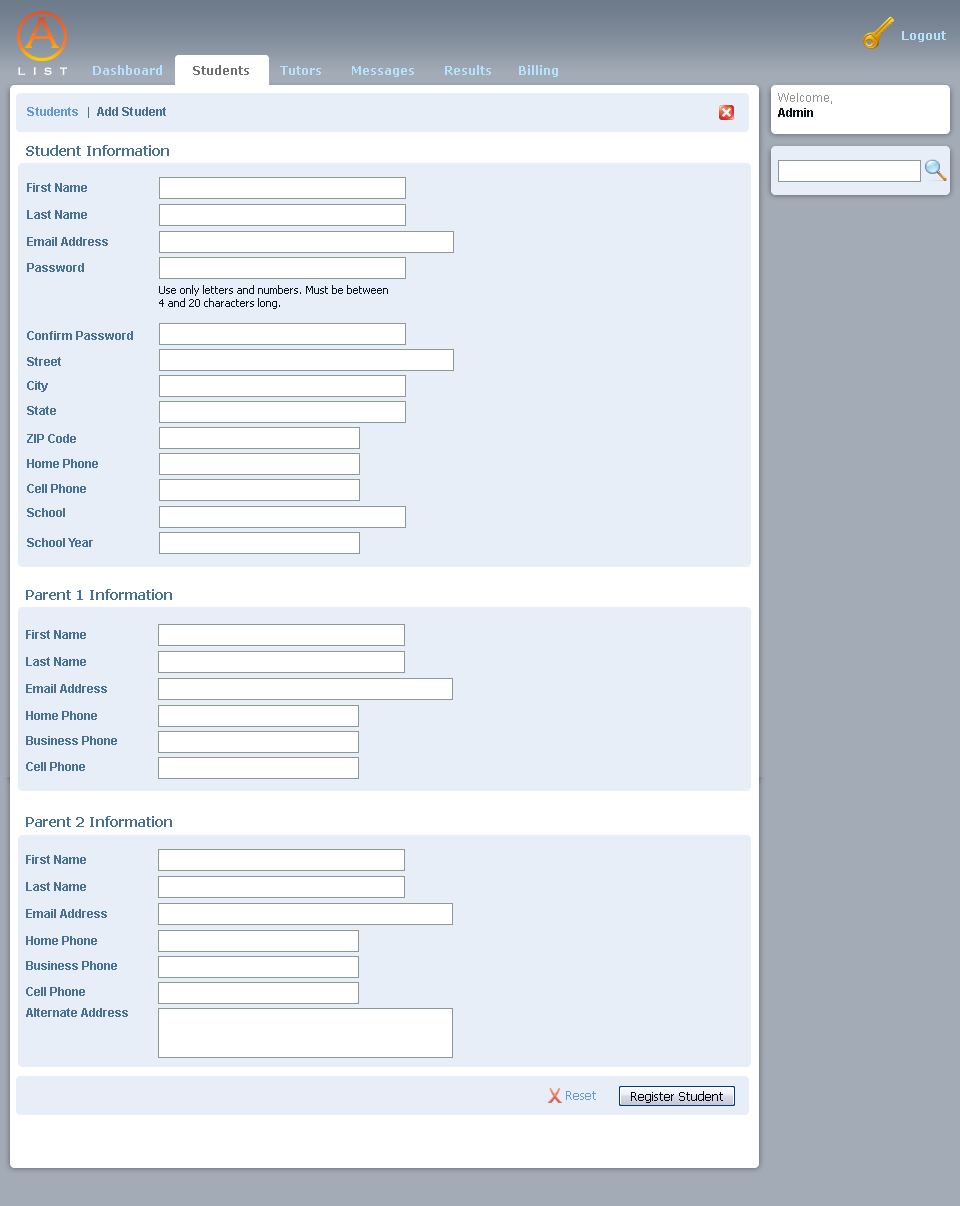 A
LIST
Dashboard Students Tutors Messages Results Billing
Logout
Students | Add Student
Welcome,
Admin
Student Information
First Name
Last Name
Email Address
Password
Use only letters and numbers. Must be between
4 and 20 characters long.
Confirm Password
Street
City
State
ZIP Code
Home Phone
Cell Phone
School
School Year
Parent 1 Information
First Name
Last Name
Email Address
Home Phone
Business Phone
Cell Phone
Parent 2 Information
First Name
Last Name
Email Address
Home Phone
Business Phone
Cell Phone
Alternate Address
Reset Register Student